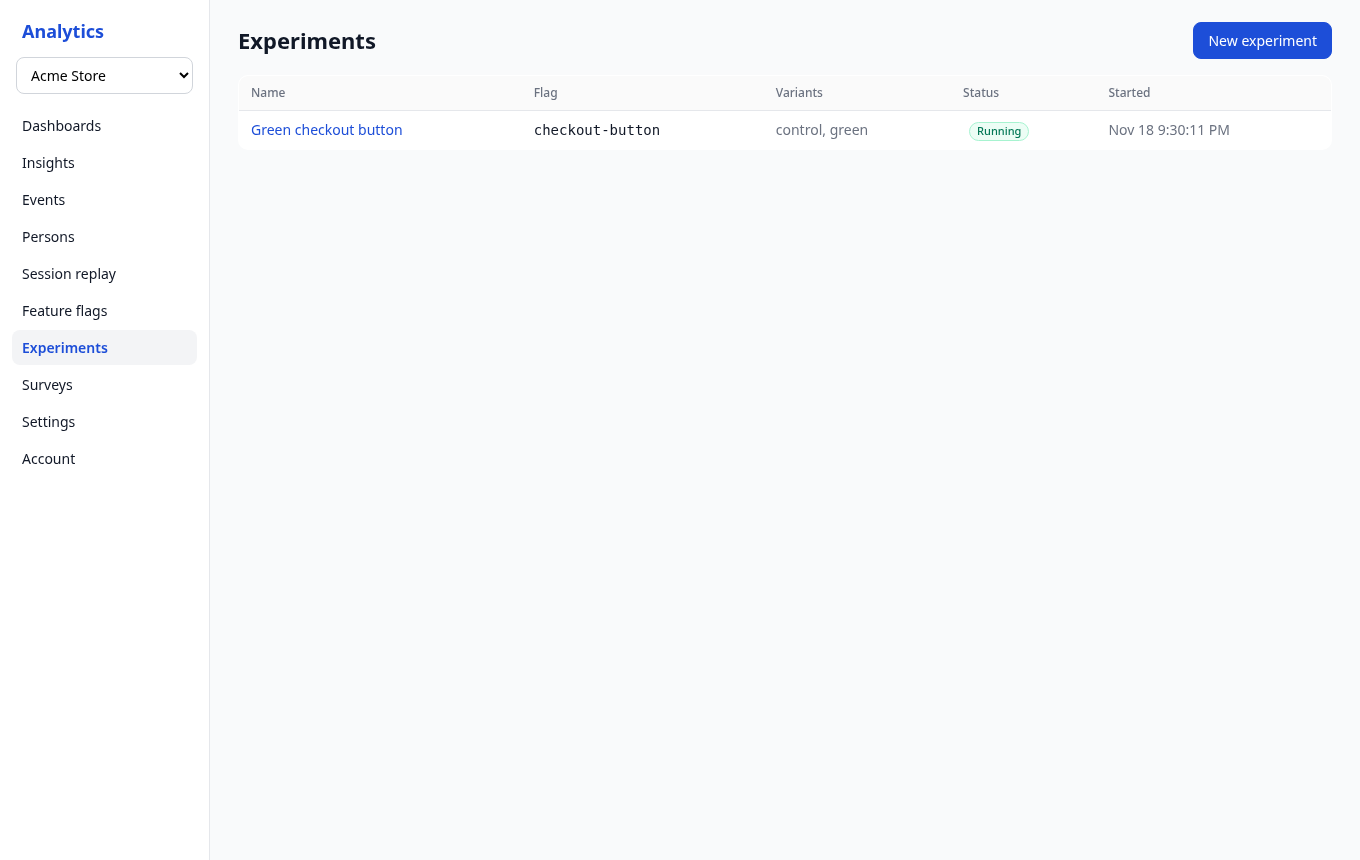 Analytics
Acme Store
Dashboards
Insights
Events
Persons
Session replay
Feature flags
Experiments
Surveys
Settings
Account
Experiments
New experiment
Name Flag Variants Status Started
Green checkout button checkout-button control, green Running Nov 18 9:30:11 PM